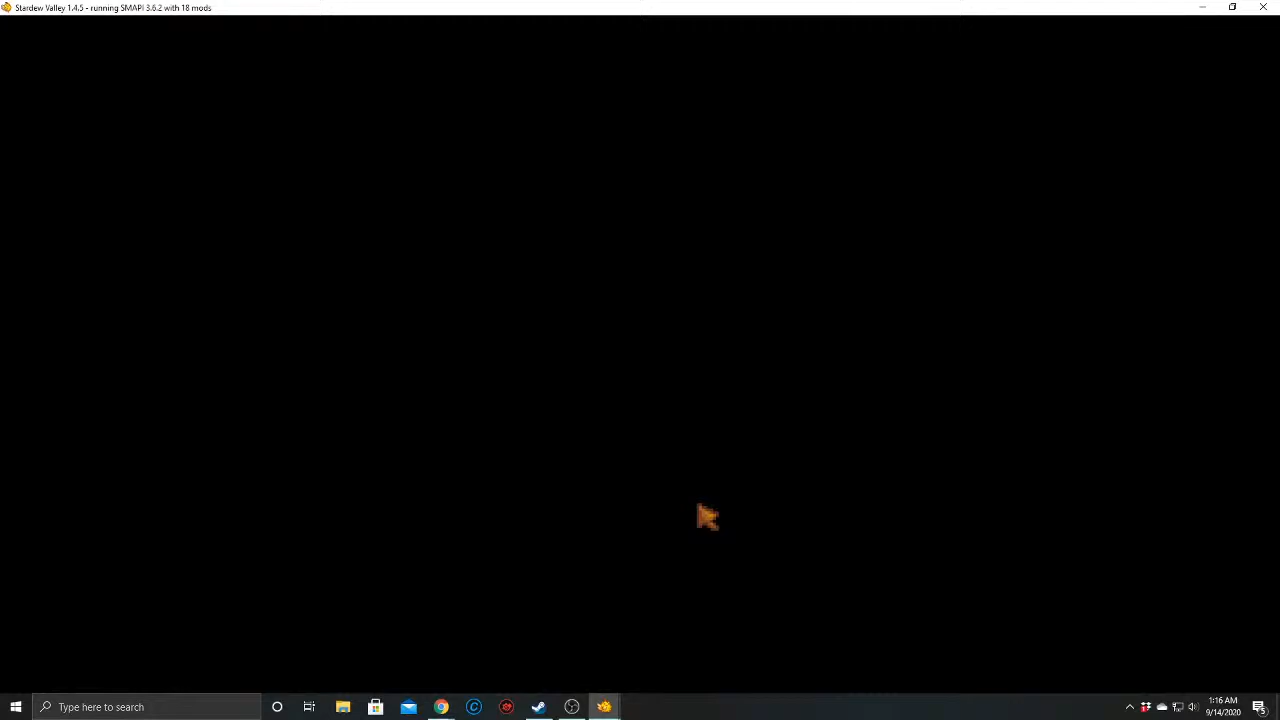 Stardew Valley 1.4.5 - running SMAPI 3.6.2 with 18 mods
Type here to search
1:16 AM
9/14/2020